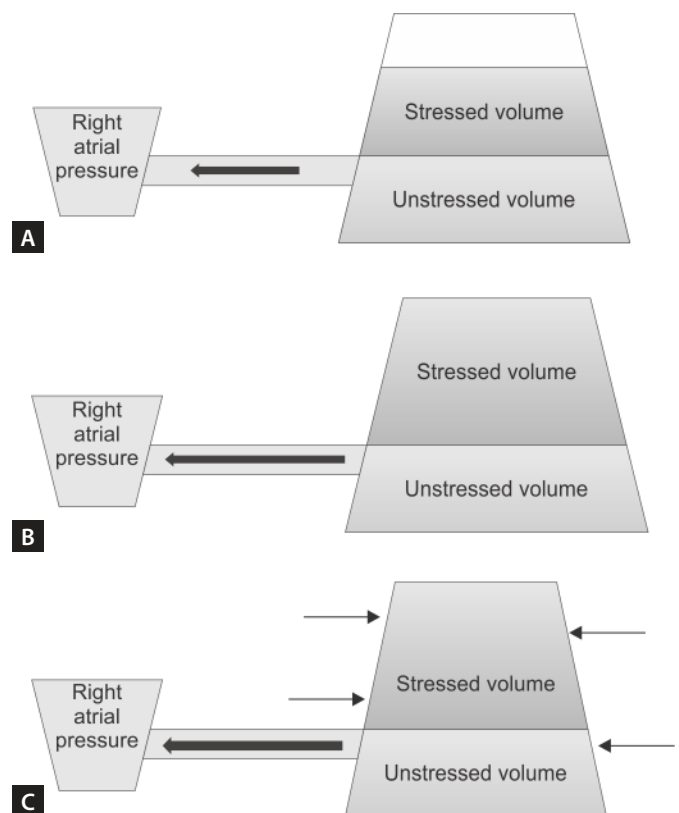 Stressed volume
Right
atrial
pressure
Unstressed volume
A
Stressed volume
Right
atrial
pressure
Unstressed volume
B
Stressed volume
Right
atrial
pressure
Unstressed volume
C